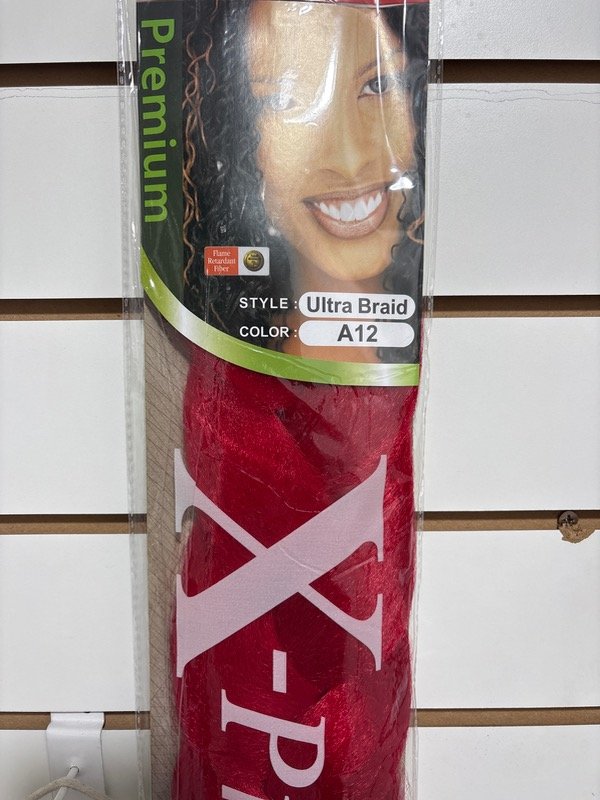 Premium
Flame
Retardant
Fiber
STYLE : Ultra Braid
COLOR : A12
X-P